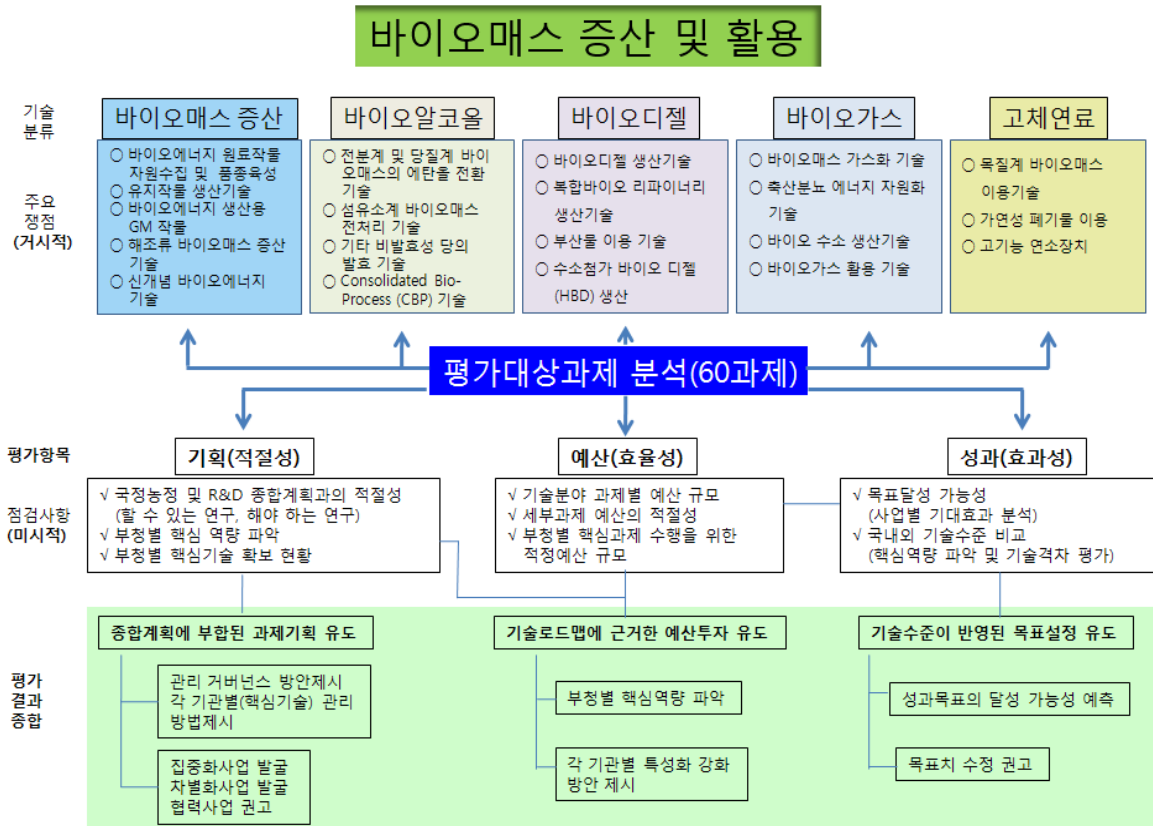 바이오매스 증산 및 활용
기술
분류
바이오매스 증산
바이오알코올
바이오디젤
바이오가스
고체연료
주요
쟁점
(거시적)
○ 바이오에너지 원료작물
자원수집 및 품종육성
○ 유지작물 생산기술
○ 바이오에너지 생산용
GM 작물
○ 해조류 바이오매스 증산
기술
○ 신개념 바이오에너지
기술
○ 전분계 및 당질계 바이
오매스의 에탄올 전환
기술
○ 섬유소계 바이오매스
전처리 기술
○ 기타 비발효성 당의
발효 기술
○ Consolidated Bio-
Process (CBP) 기술
○ 바이오디젤 생산기술
○ 복합바이오 리파이너리
생산기술
○ 부산물 이용 기술
○ 수소첨가 바이오 디젤
(HBD) 생산
○ 바이오매스 가스화 기술
○ 축산분뇨 에너지 자원화
기술
○ 바이오 수소 생산기술
○ 바이오가스 활용 기술
○ 목질계 바이오매스
이용기술
○ 가연성 폐기물 이용
○ 고기능 연소장치
평가대상과제 분석(60과제)
평가항목
기획(적절성)
예산(효율성)
성과(효과성)
점검사항
(미시적)
√ 국정농정 및 R&D 종합계획과의 적절성
(할 수 있는 연구, 해야 하는 연구)
√ 부청별 핵심 역량 파악
√ 부청별 핵심기술 확보 현황
√ 기술분야 과제별 예산 규모
√ 세부과제 예산의 적절성
√ 부청별 핵심과제 수행을 위한
적정예산 규모
√ 목표달성 가능성
(사업별 기대효과 분석)
√ 국내외 기술수준 비교
(핵심역량 파악 및 기술격차 평가)
평가
결과
종합
종합계획에 부합된 과제기획 유도
관리 거버넌스 방안제시
각 기관별(핵심기술) 관리
방법제시
집중화사업 발굴
차별화사업 발굴
협력사업 권고
기술로드맵에 근거한 예산투자 유도
부청별 핵심역량 파악
각 기관별 특성화 강화
방안 제시
기술수준이 반영된 목표설정 유도
성과목표의 달성 가능성 예측
목표치 수정 권고